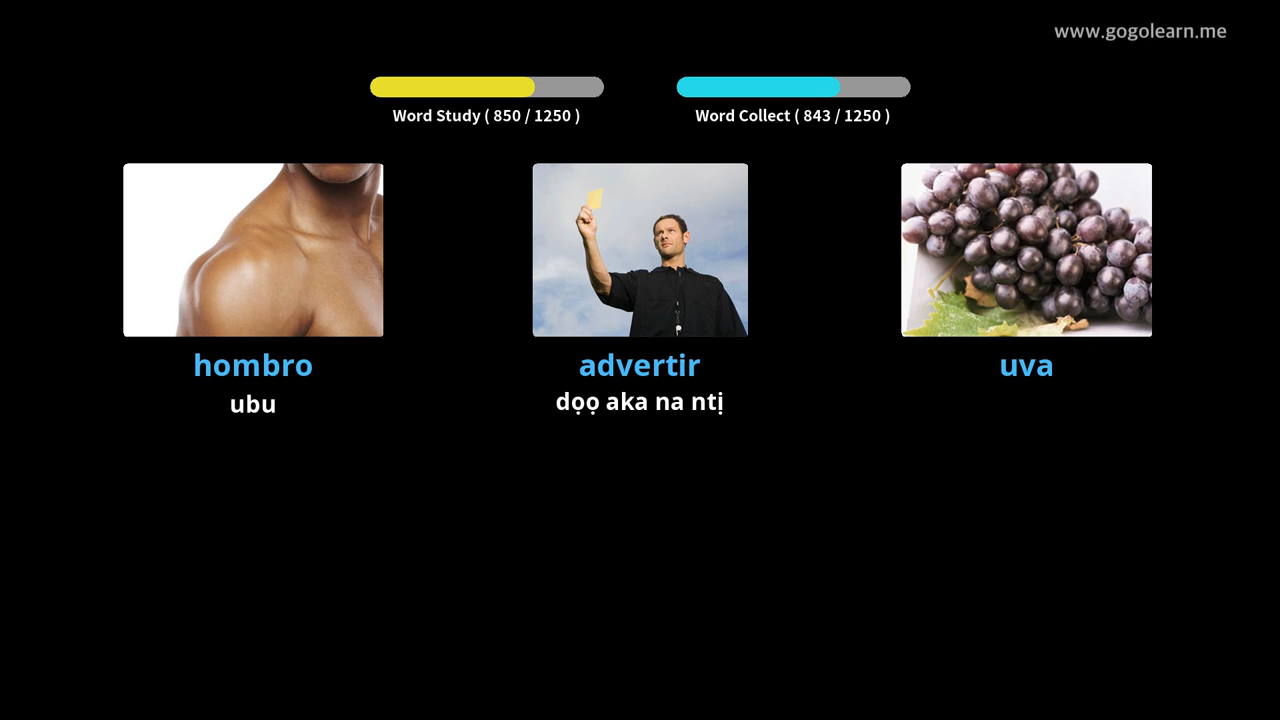 www.gogolearn.me
Word Study ( 850 / 1250 )
Word Collect ( 843 / 1250 )
hombro
ubu
advertir
dọọ aka na ntị
uva